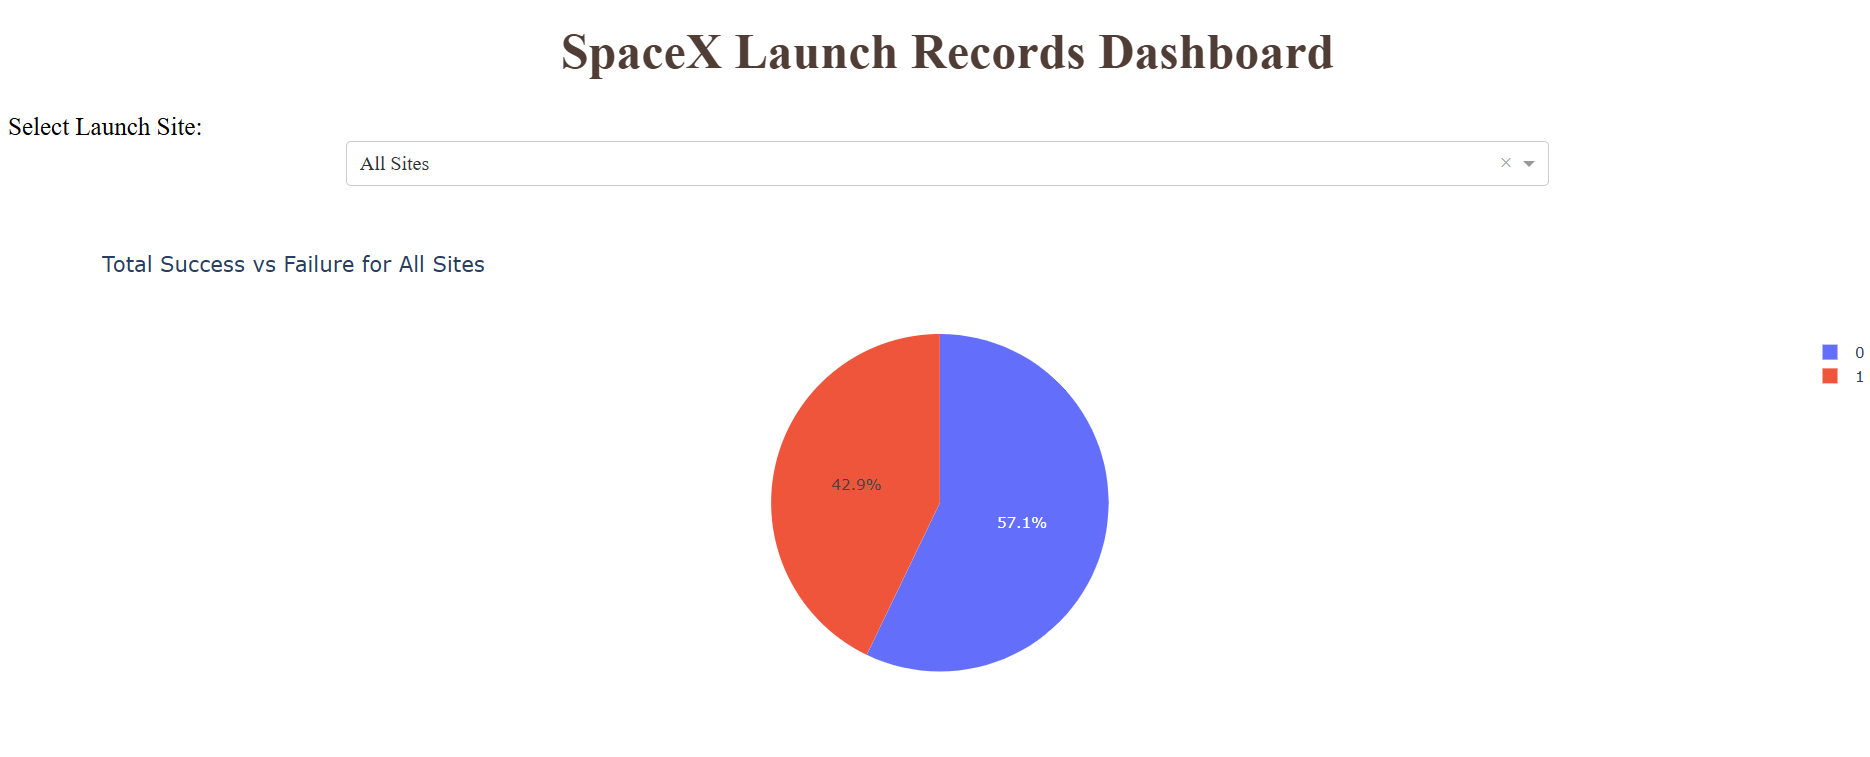 SpaceX Launch Records Dashboard
Select Launch Site:
All Sites
Total Success vs Failure for All Sites
0
1
42.9%
57.1%